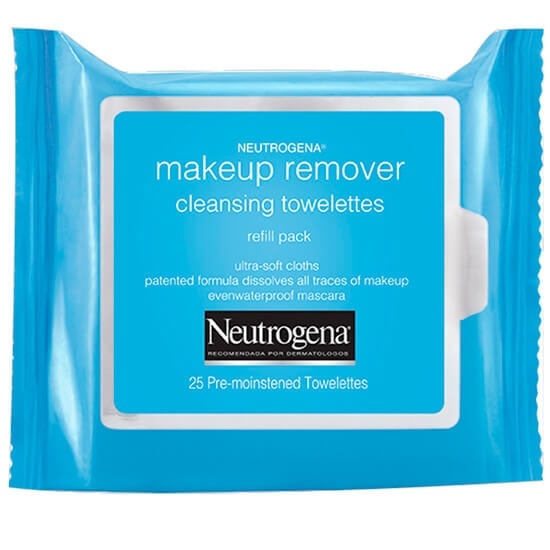 NEUTROGENA®
makeup remover
cleansing towelettes
refill pack
ultra-soft cloths
patented formula dissolves all traces of makeup
evenwaterproof mascara
Neutrogena®
RECOMENDADA POR DERMATOLOGOS
25 Pre-moinstened Towelettes